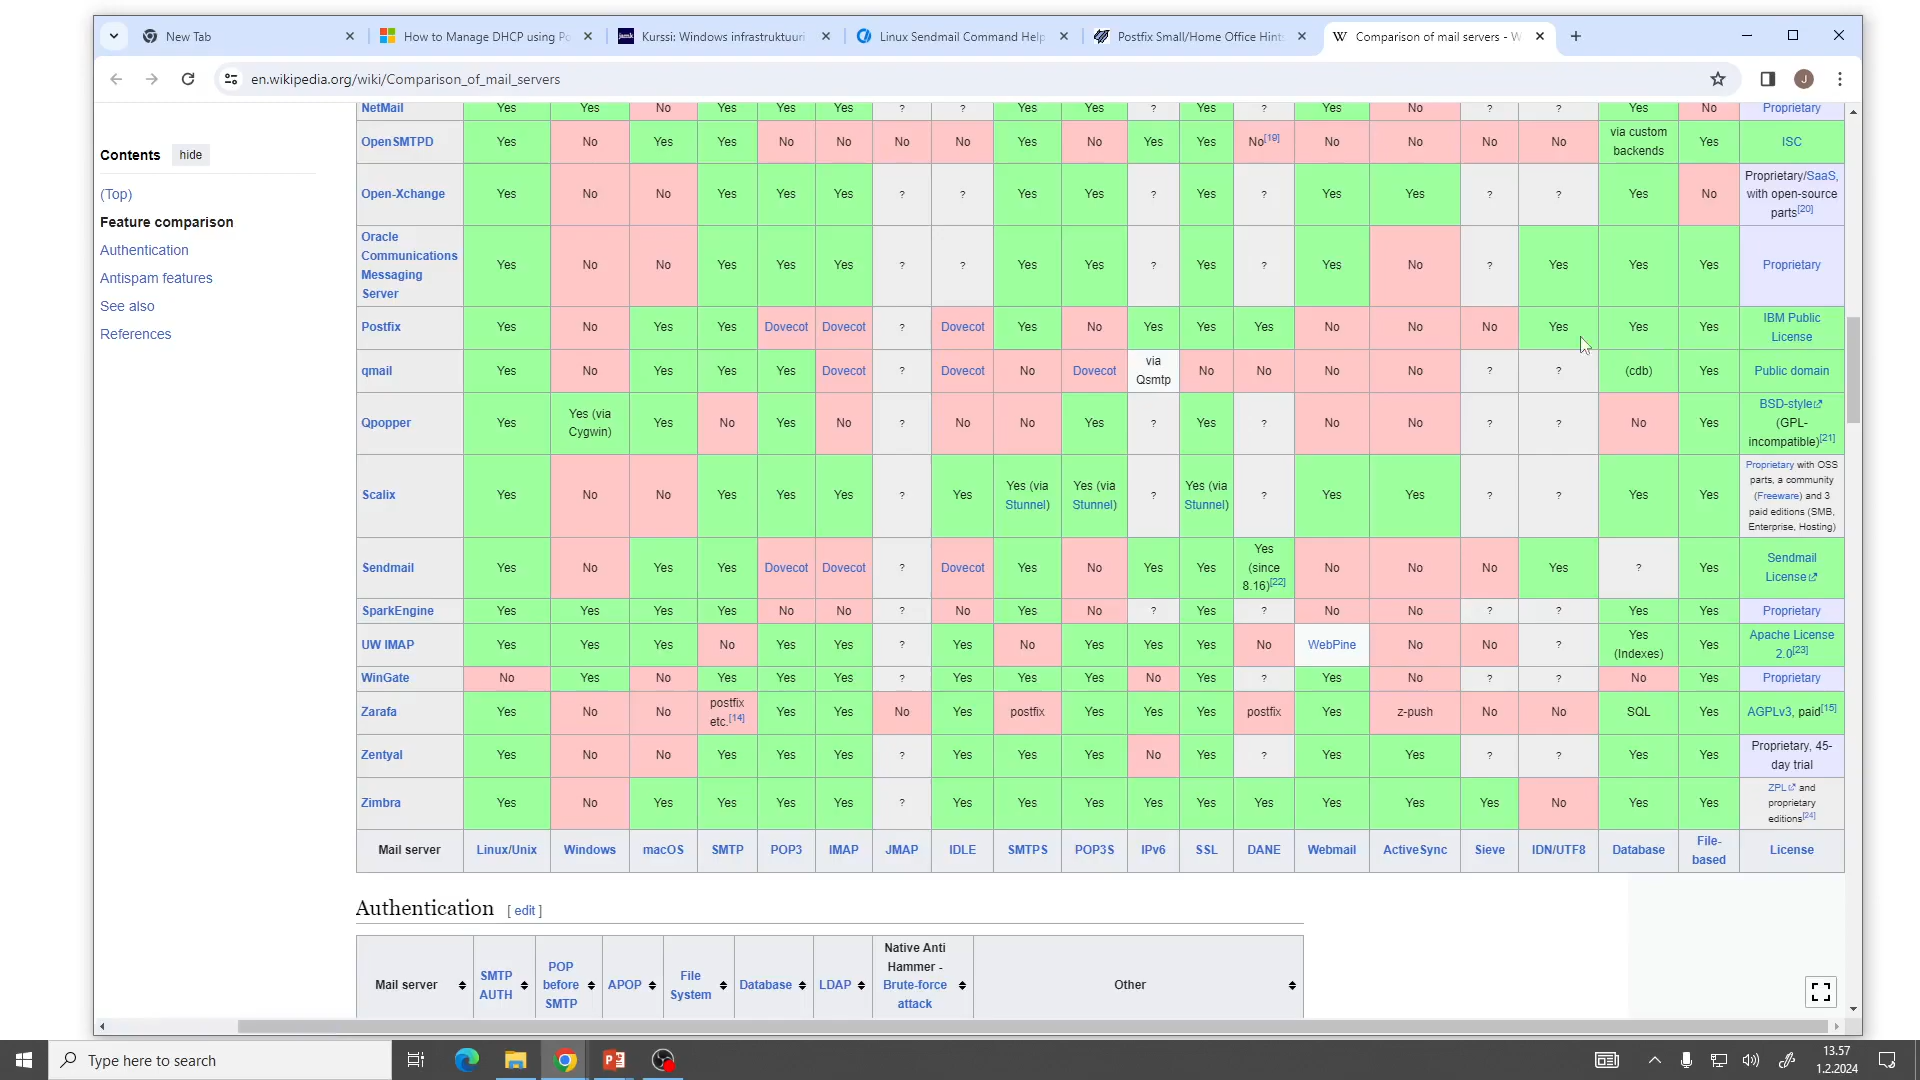 New Tab
How to Manage DHCP using Po
Kurssi: Windows infrastruktuuri
Linux Sendmail Command Help
Postfix Small/Home Office Hints
Comparison of mail servers - W
en.wikipedia.org/wiki/Comparison_of_mail_servers
J
Contents hide
(Top)
Feature comparison
Authentication
Antispam features
See also
References
NetMail Yes Yes No Yes Yes Yes ? ? Yes Yes ? Yes ? Yes No ? ? Yes No Proprietary
OpenSMTPD Yes No Yes Yes No No No No Yes No Yes Yes No[19] No No No No via custom backends Yes ISC
Open-Xchange Yes No No Yes Yes Yes ? ? Yes Yes ? Yes ? Yes Yes ? ? Yes No Proprietary/SaaS, with open-source parts[20]
Oracle Communications Messaging Server Yes No No Yes Yes Yes ? ? Yes Yes ? Yes ? Yes No ? Yes Yes Yes Proprietary
Postfix Yes No Yes Yes Dovecot Dovecot ? Dovecot Yes No Yes Yes Yes No No No Yes Yes Yes IBM Public License
qmail Yes No Yes Yes Yes Dovecot ? Dovecot No Dovecot via Qsmtp No No No No ? ? (cdb) Yes Public domain
Qpopper Yes Yes (via Cygwin) Yes No Yes No ? No No Yes ? Yes ? No No ? ? No Yes BSD-style (GPL-incompatible)[21]
Scalix Yes No No Yes Yes Yes ? Yes Yes (via Stunnel) Yes (via Stunnel) ? Yes (via Stunnel) ? Yes Yes ? ? Yes Yes Proprietary with OSS parts, a community (Freeware) and 3 paid editions (SMB, Enterprise, Hosting)
Sendmail Yes No Yes Yes Dovecot Dovecot ? Dovecot Yes No Yes Yes Yes (since 8.16)[22] No No No Yes ? Yes Sendmail License
SparkEngine Yes Yes Yes Yes No No ? No Yes No ? Yes ? No No ? ? Yes Yes Proprietary
UW IMAP Yes Yes Yes No Yes Yes ? Yes No Yes Yes Yes No WebPine No No ? Yes (Indexes) Yes Apache License 2.0[23]
WinGate No Yes No Yes Yes Yes ? Yes Yes Yes No Yes ? Yes No ? ? No Yes Proprietary
Zarafa Yes No No postfix etc.[14] Yes Yes No Yes postfix Yes Yes Yes postfix Yes z-push No No SQL Yes AGPLv3, paid[15]
Zentyal Yes No No Yes Yes Yes ? Yes Yes Yes No Yes ? Yes Yes ? ? Yes Yes Proprietary, 45-day trial
Zimbra Yes No Yes Yes Yes Yes ? Yes Yes Yes Yes Yes Yes Yes Yes Yes No Yes Yes ZPL and proprietary editions[24]
Mail server Linux/Unix Windows macOS SMTP POP3 IMAP JMAP IDLE SMTPS POP3S IPv6 SSL DANE Webmail ActiveSync Sieve IDN/UTF8 Database File-based License
Authentication [ edit ]
Mail server SMTP AUTH POP before SMTP APOP File System Database LDAP Native Anti Hammer - Brute-force attack Other
Type here to search
13.57
1.2.2024